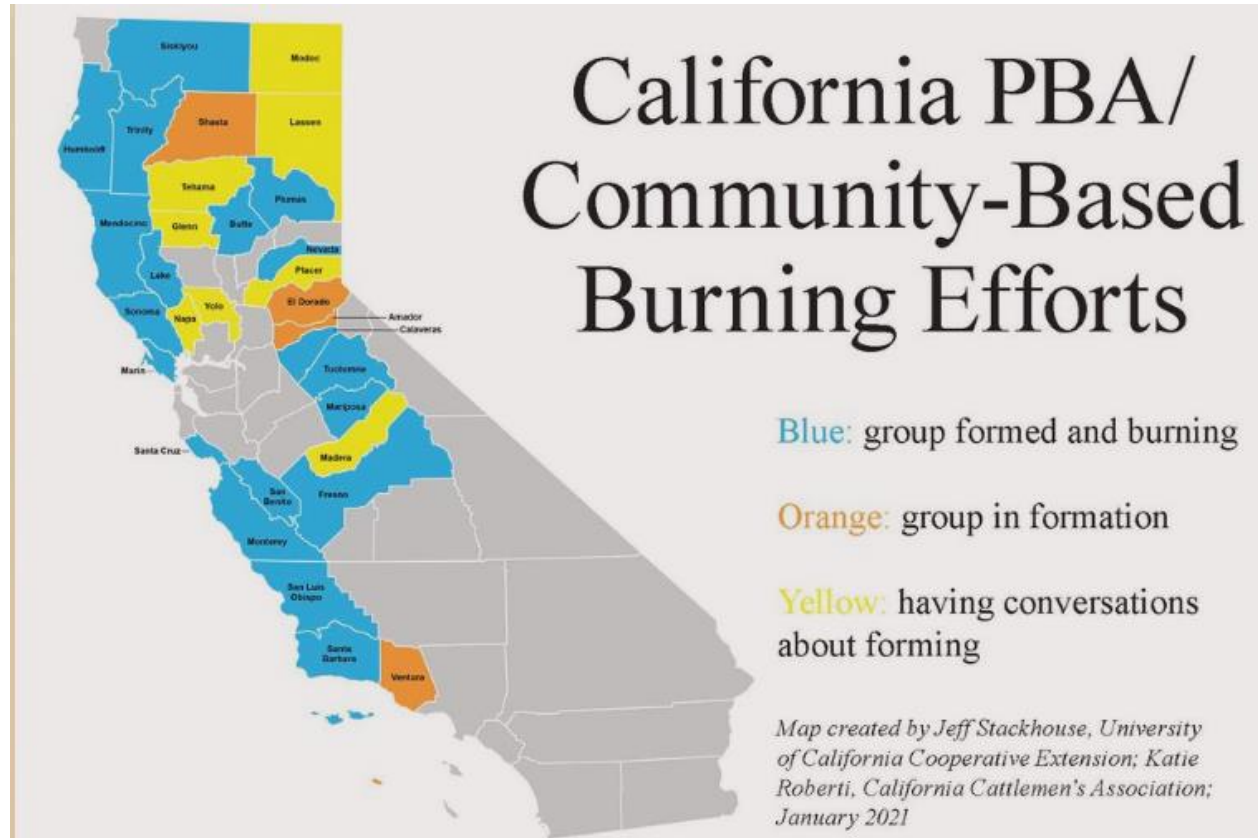 California PBA/
Community-Based
Burning Efforts
Blue: group formed and burning
Orange: group in formation
Yellow: having conversations
about forming
Map created by Jeff Stackhouse, University
of California Cooperative Extension; Katie
Roberti, California Cattlemen's Association;
January 2021
Siskiyou
Modoc
Shasta
Lassen
Trinity
Humboldt
Tehama
Plumas
Mendocino
Glenn
Butte
Nevada
Lake
Placer
Yolo
El Dorado
Sonoma
Napa
Amador
Calaveras
Marin
Tuolumne
Mariposa
Santa Cruz
Madera
San
Benito
Fresno
Monterey
San Luis
Obispo
Santa
Barbara
Ventura